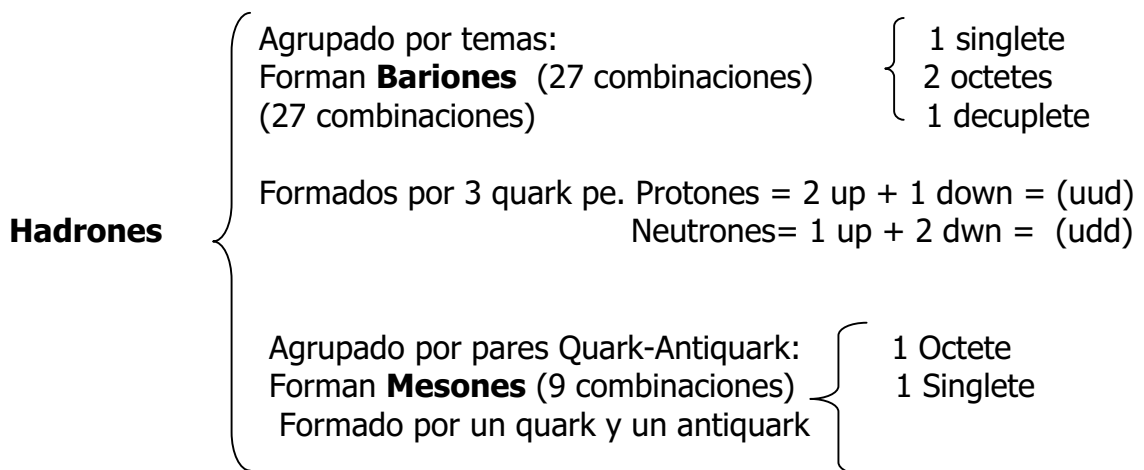 Agrupado por temas:
Forman Bariones (27 combinaciones)
(27 combinaciones)
1 singlete
2 octetes
1 decuplete
Formados por 3 quark pe. Protones = 2 up + 1 down = (uud)
Neutrones= 1 up + 2 dwn = (udd)
Hadrones
Agrupado por pares Quark-Antiquark:
Forman Mesones (9 combinaciones)
Formado por un quark y un antiquark
1 Octete
1 Singlete